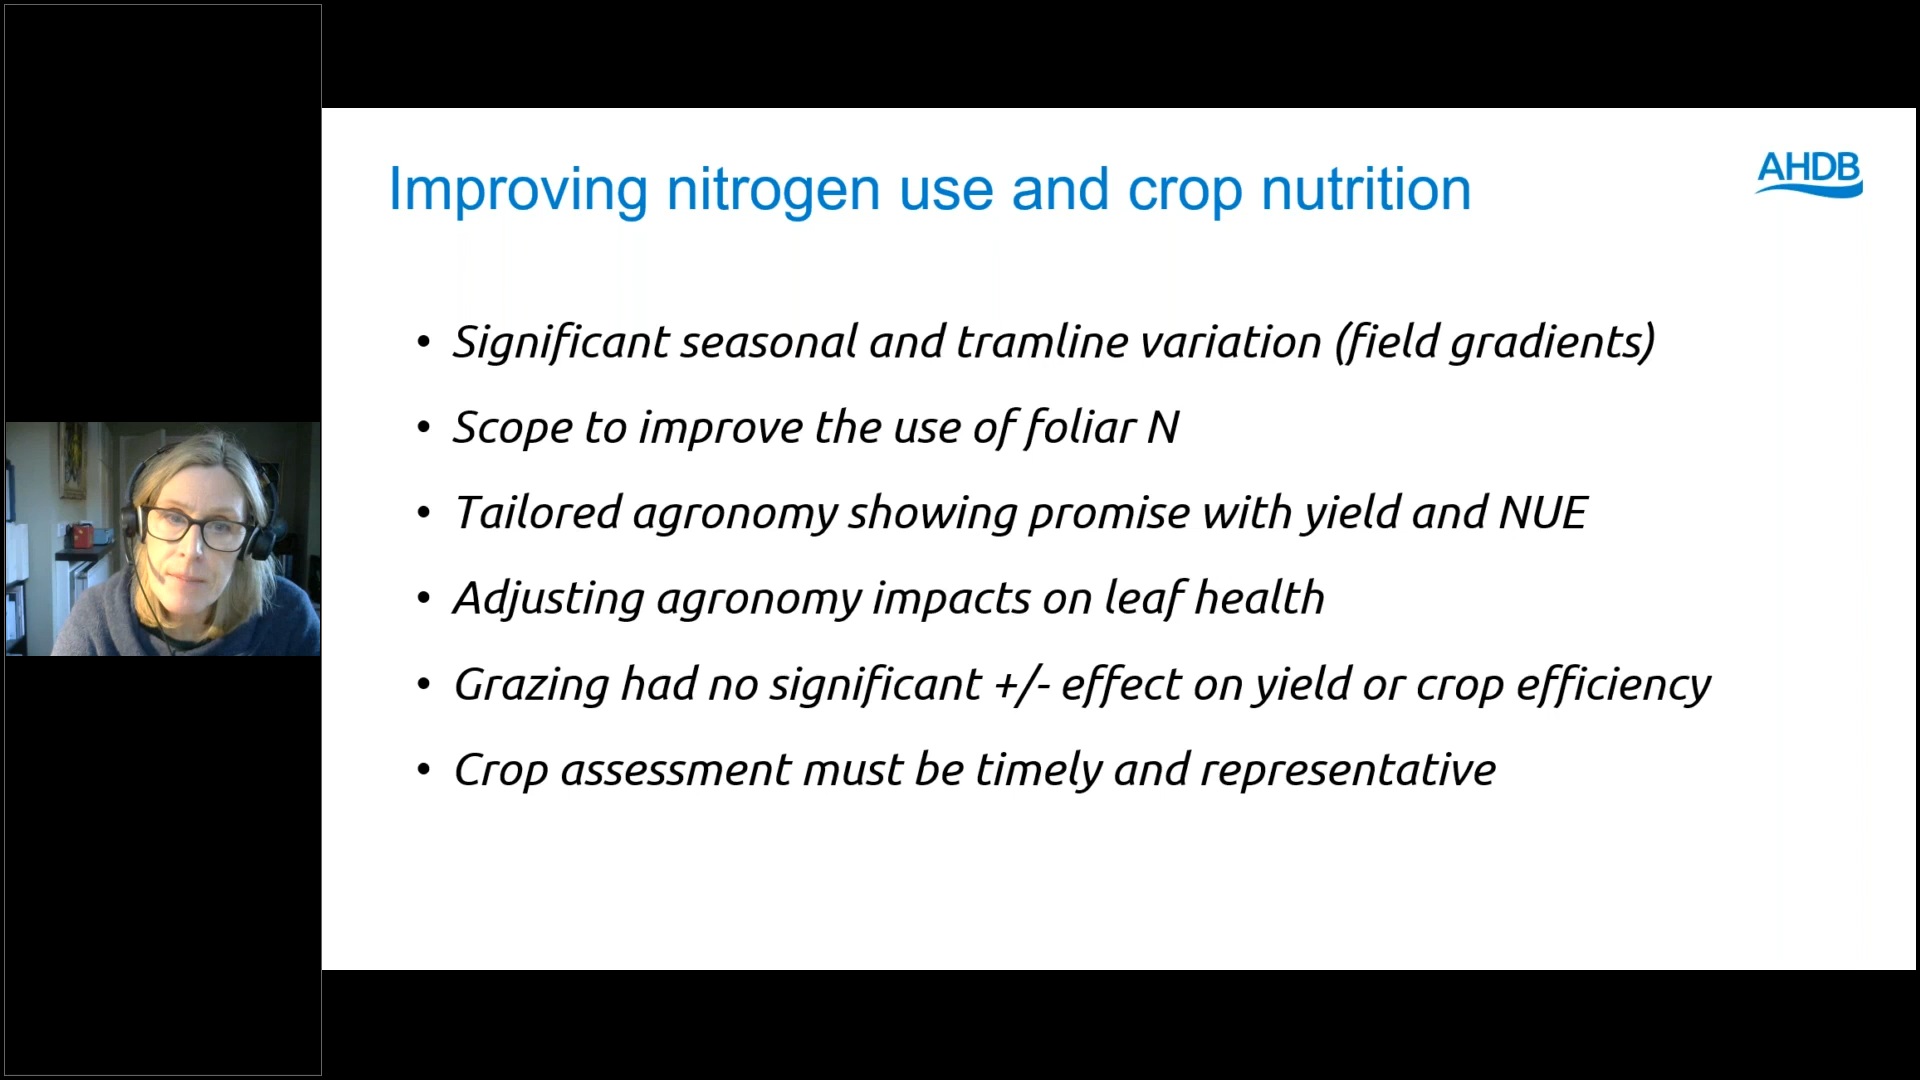 Improving nitrogen use and crop nutrition
AHDB
• Significant seasonal and tramline variation (field gradients)
• Scope to improve the use of foliar N
• Tailored agronomy showing promise with yield and NUE
• Adjusting agronomy impacts on leaf health
• Grazing had no significant +/- effect on yield or crop efficiency
• Crop assessment must be timely and representative